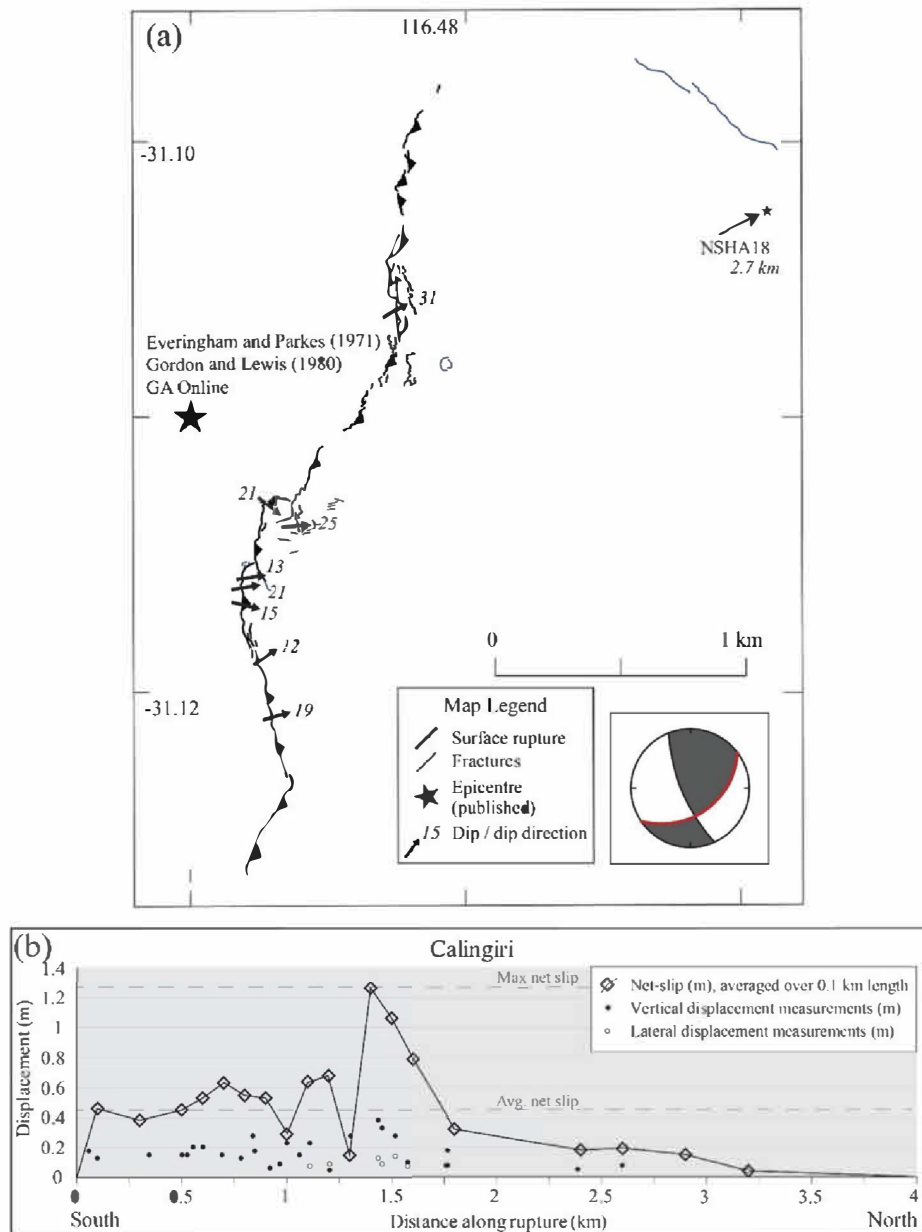 (a)
116.48
-31.10
NSHA18
2.7 km
31
Everingham and Parkes (1971)
Gordon and Lewis (1980)
GA Online
21
25
13
21
15
12
19
0 1 km
-31.12
Map Legend
Surface rupture
Fractures
Epicentre
(published)
15 Dip / dip direction
(b)
Calingiri
Max net slip
Avg. net slip
Net-slip (m), averaged over 0.1 km length
Vertical displacement measurements (m)
Lateral displacement measurements (m)
Displacement (m)
1.4
1.2
1
0.8
0.6
0.4
0.2
0
0 0.5 1 1.5 2 2.5 3 3.5 4
South Distance along rupture (km) North